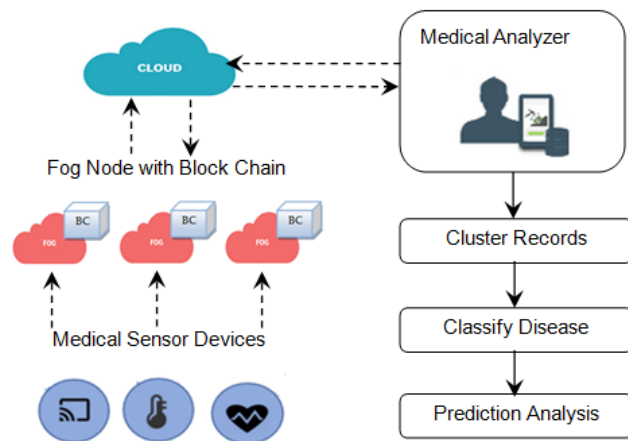 Medical Analyzer
CLOUD
Fog Node with Block Chain
BC
BC
BC
FOG
FOG
FOG
Cluster Records
Medical Sensor Devices
Classify Disease
Prediction Analysis